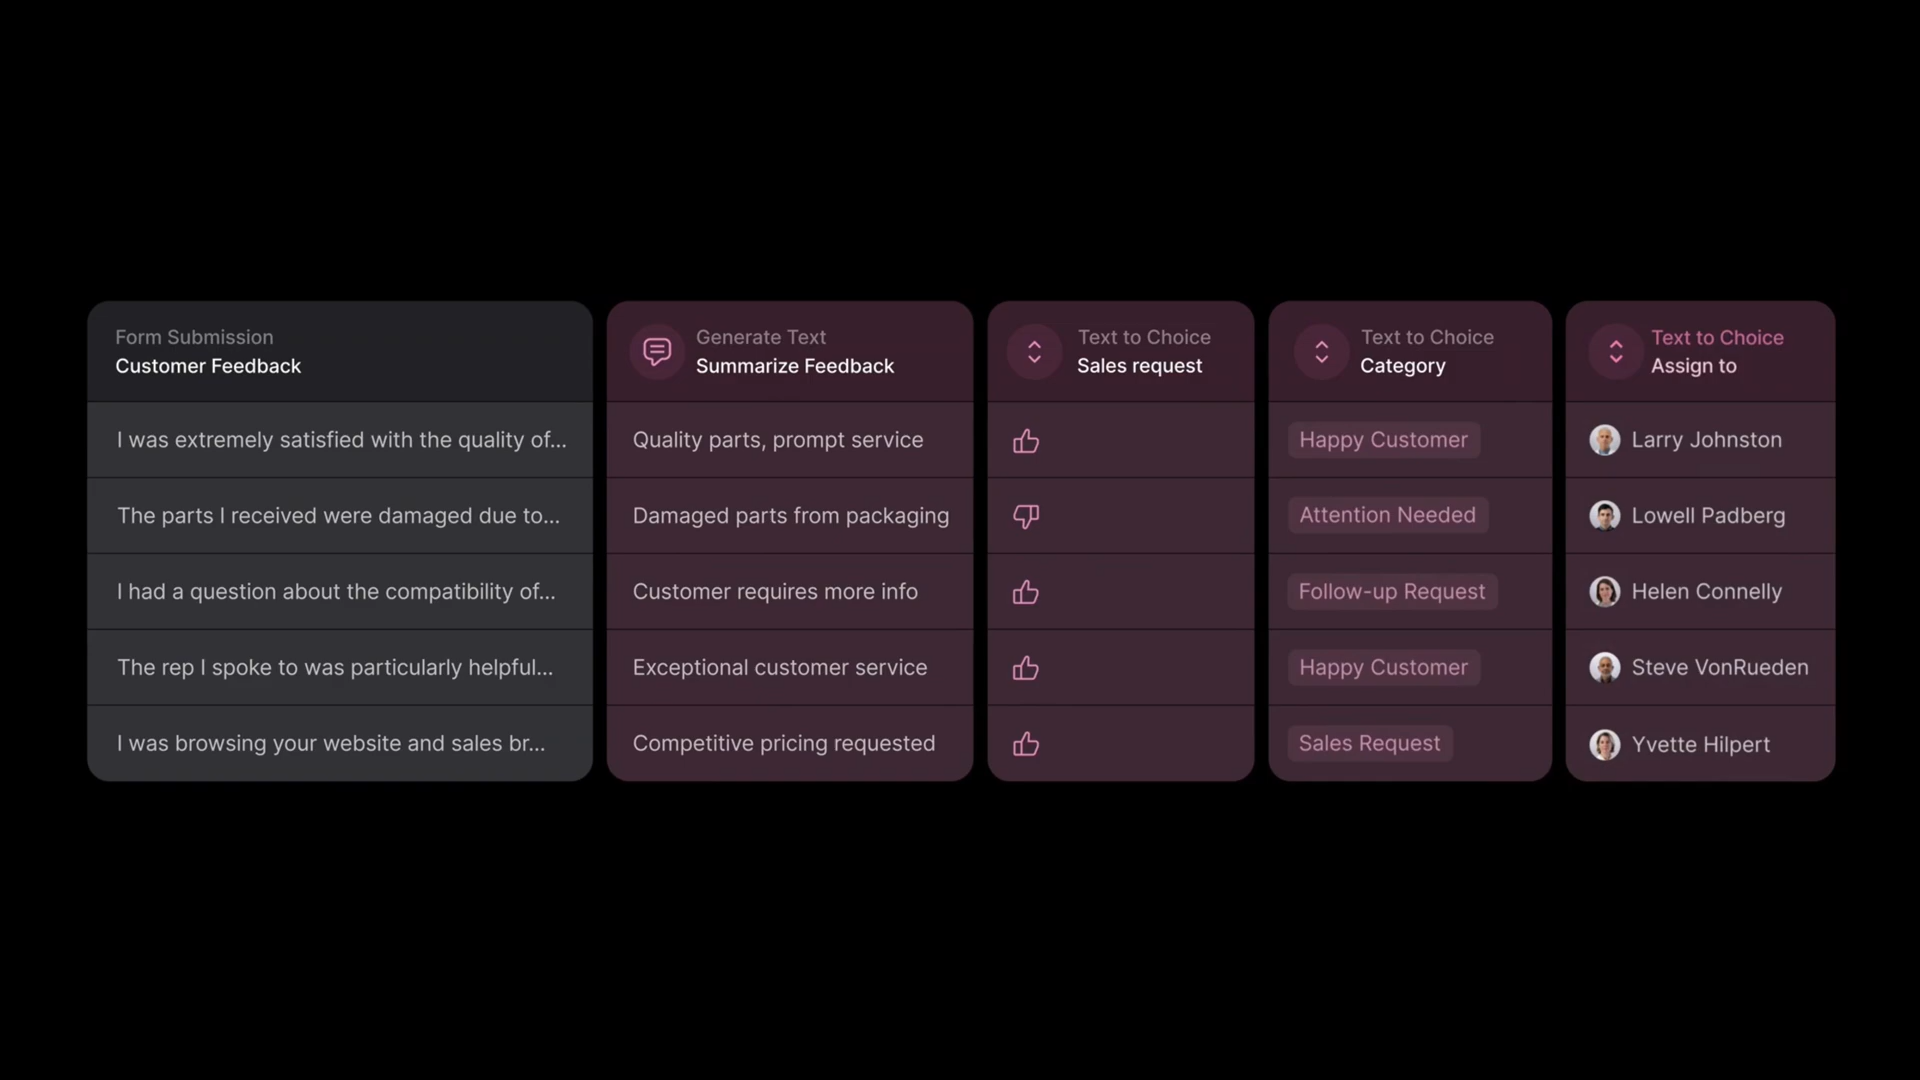 Form Submission
Customer Feedback
Generate Text
Summarize Feedback
Text to Choice
Sales request
Text to Choice
Category
Text to Choice
Assign to
I was extremely satisfied with the quality of...
Quality parts, prompt service
Happy Customer
Larry Johnston
The parts I received were damaged due to...
Damaged parts from packaging
Attention Needed
Lowell Padberg
I had a question about the compatibility of...
Customer requires more info
Follow-up Request
Helen Connelly
The rep I spoke to was particularly helpful...
Exceptional customer service
Happy Customer
Steve VonRueden
I was browsing your website and sales br...
Competitive pricing requested
Sales Request
Yvette Hilpert